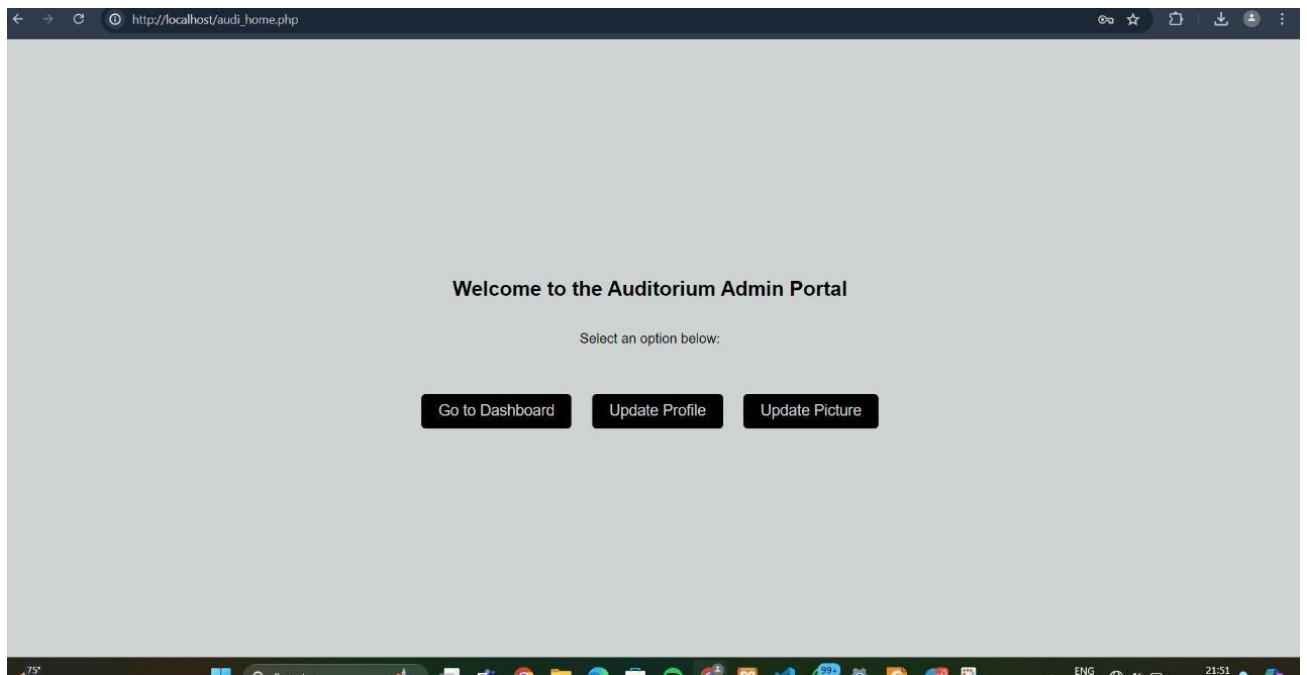 http://localhost/audi_home.php
Welcome to the Auditorium Admin Portal
Select an option below:
Go to Dashboard Update Profile Update Picture
75°
99+
ENG
21:51